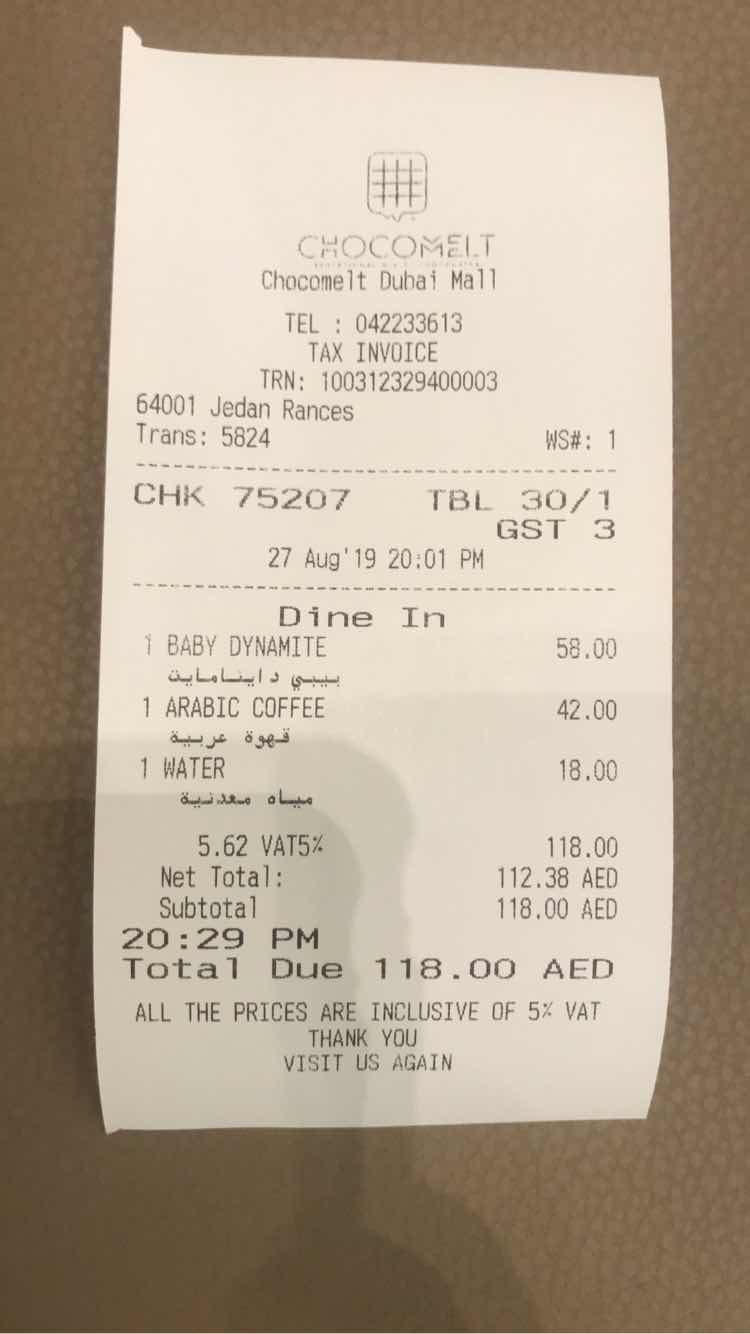 CHOCOMELT
Chocomelt Dubai Mall
TEL : 042233613
TAX INVOICE
TRN: 100312329400003
64001 Jedan Rances
Trans: 5824 WS#: 1
CHK 75207 TBL 30/1
GST 3
27 Aug'19 20:01 PM
Dine In
1 BABY DYNAMITE 58.00
بيبي داينامايت
1 ARABIC COFFEE 42.00
قهوة عربية
1 WATER 18.00
مياه معدنية
5.62 VAT5% 118.00
Net Total: 112.38 AED
Subtotal 118.00 AED
20:29 PM
Total Due 118.00 AED
ALL THE PRICES ARE INCLUSIVE OF 5% VAT
THANK YOU
VISIT US AGAIN